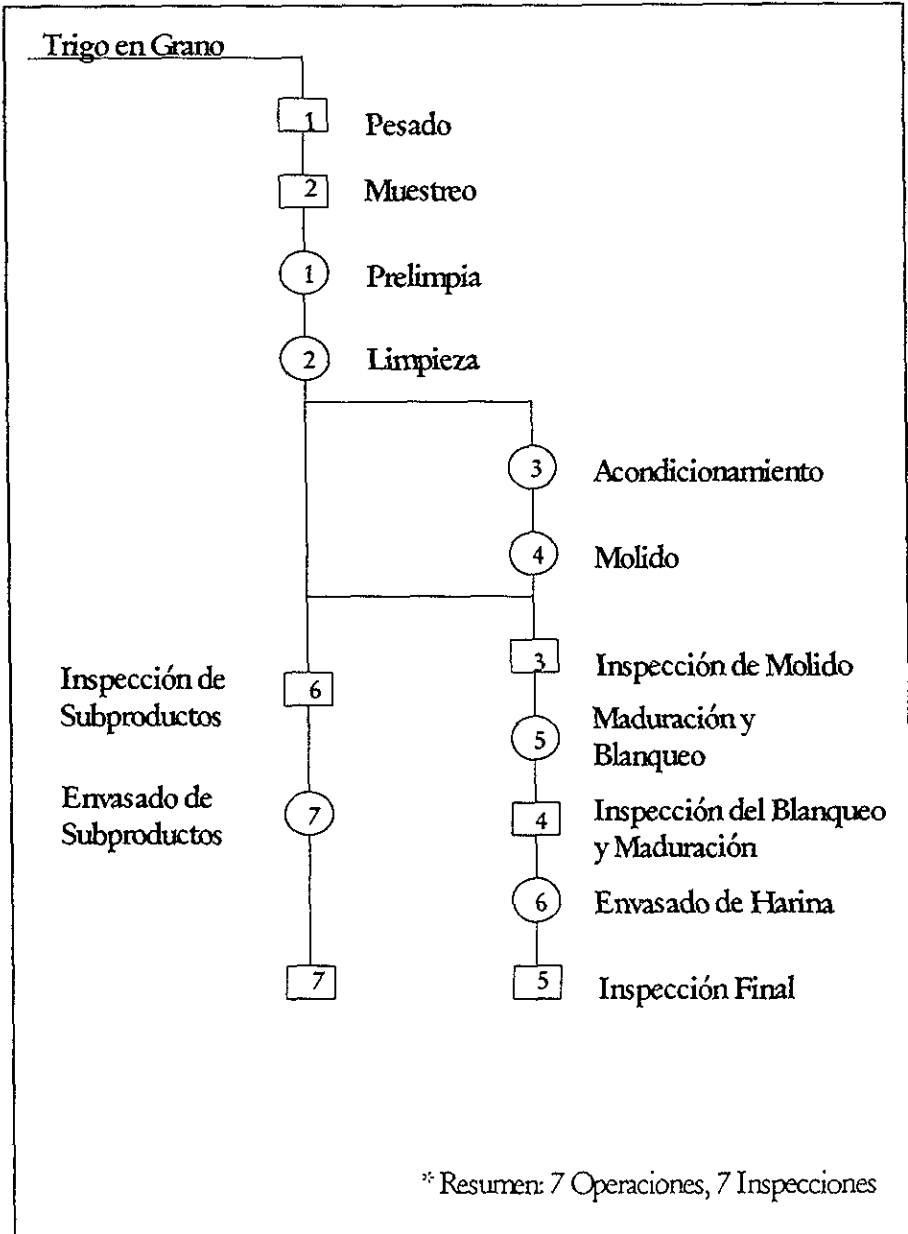 Trigo en Grano
1 Pesado
2 Muestreo
1 Prelimpia
2 Limpieza
3 Acondicionamiento
4 Molido
3 Inspección de Molido
5 Maduración y
Blanqueo
4 Inspección del Blanqueo
y Maduración
6 Envasado de Harina
5 Inspección Final
Inspección de
Subproductos
6
Envasado de
Subproductos
7
7
* Resumen: 7 Operaciones, 7 Inspecciones